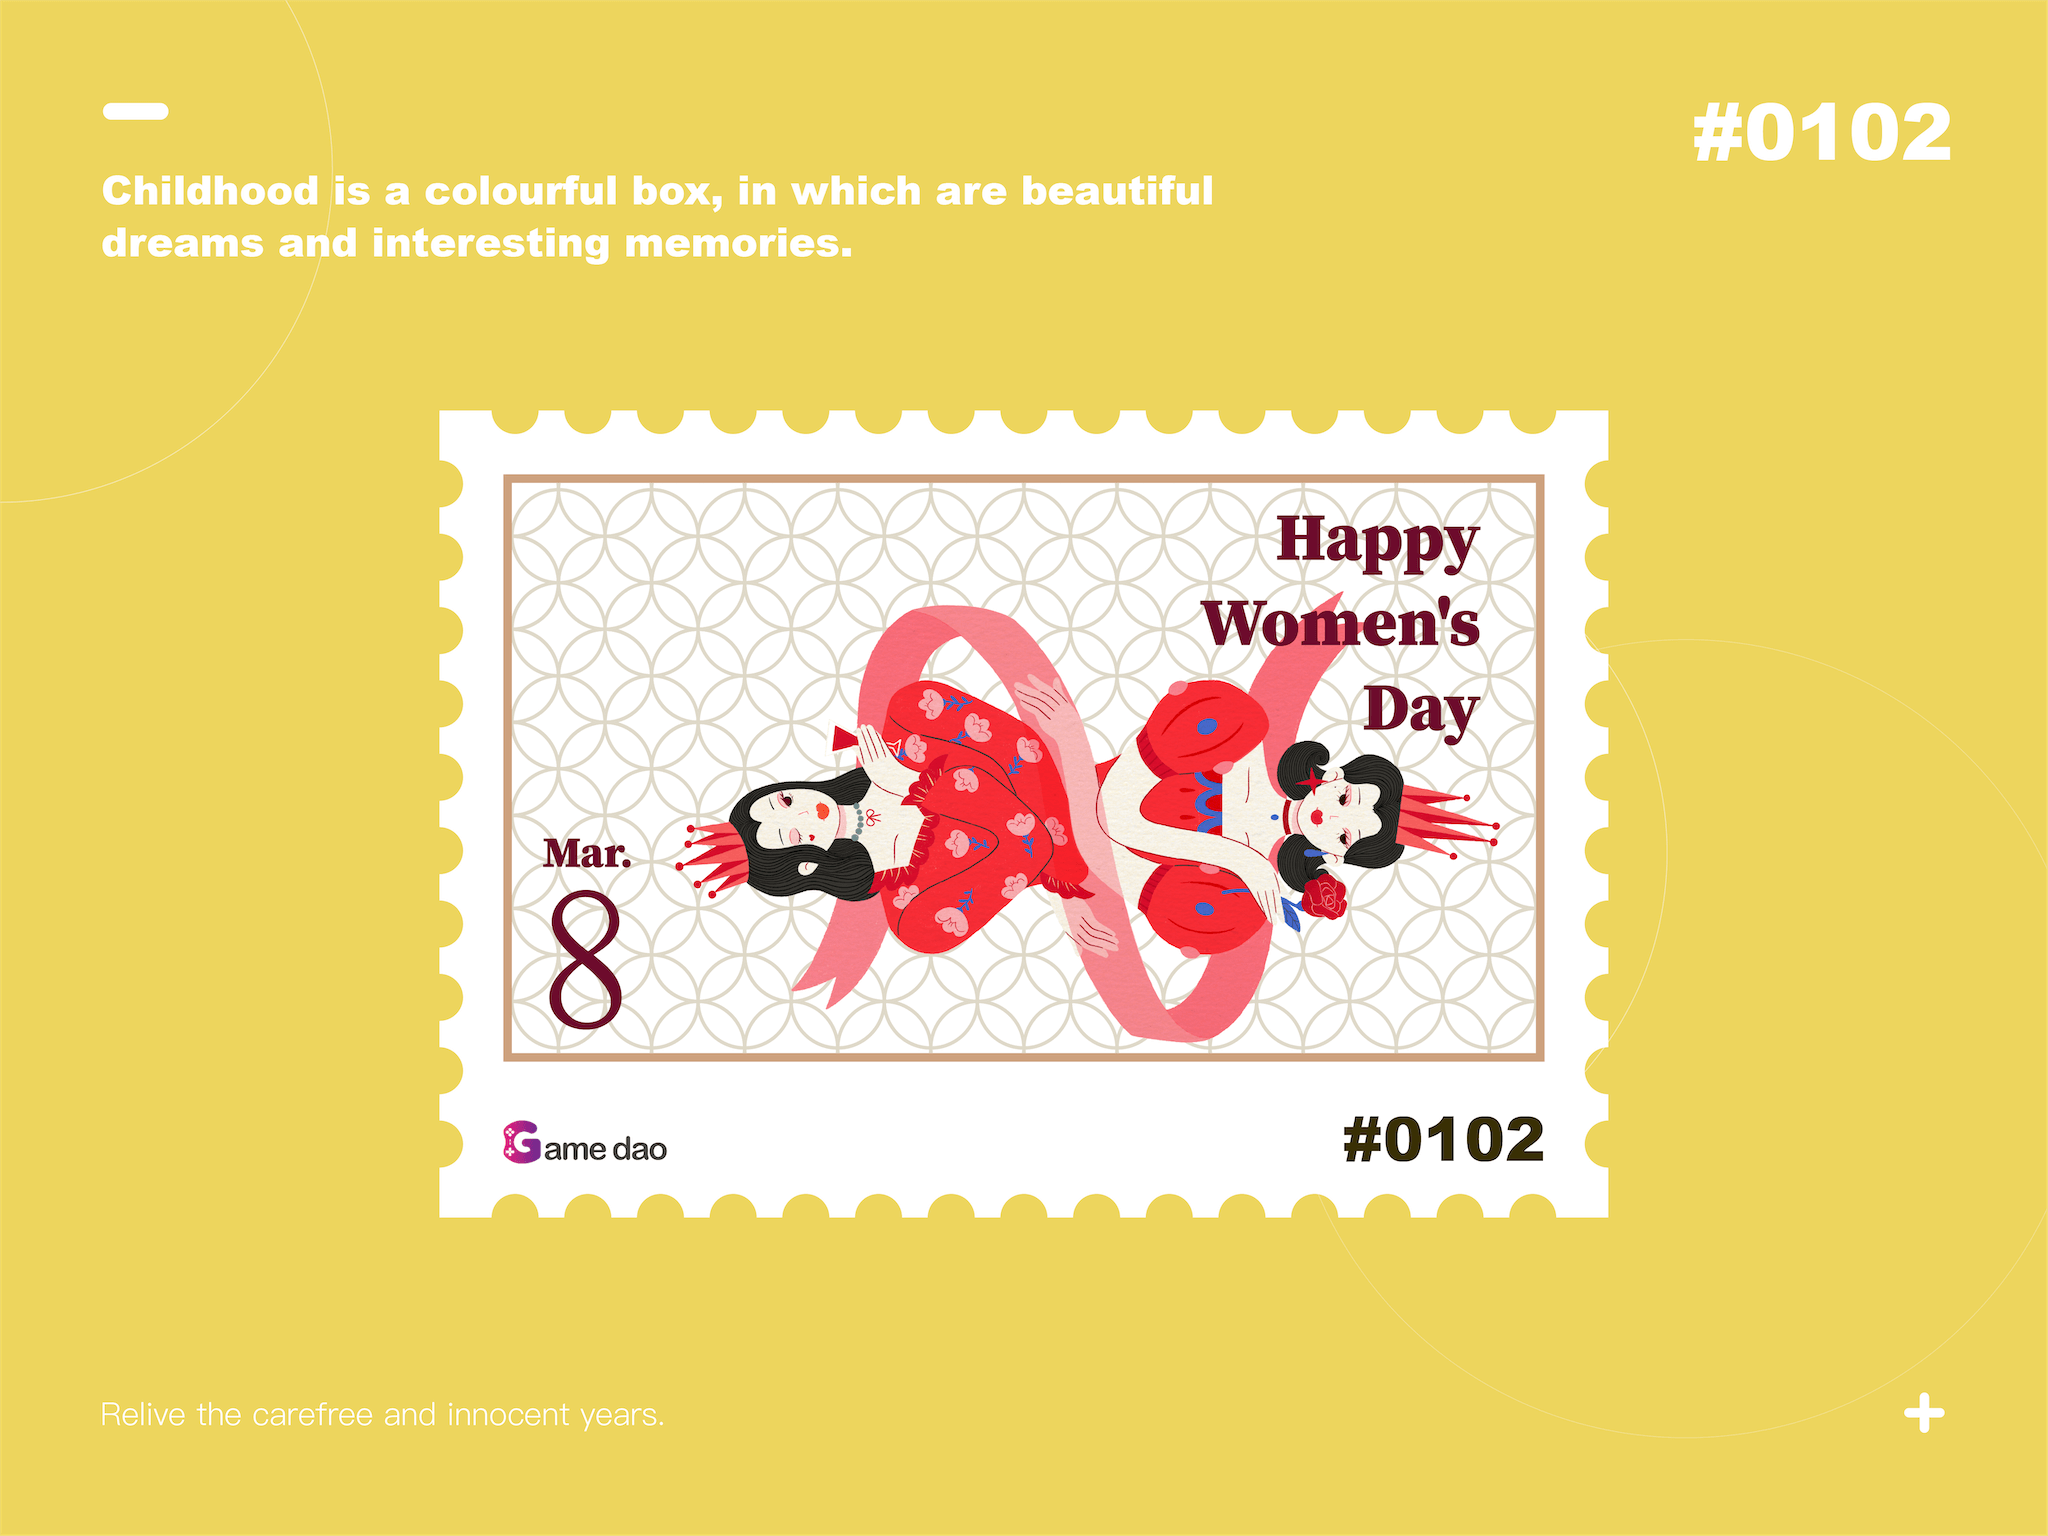 #0102
Childhood is a colourful box, in which are beautiful
dreams and interesting memories.
Happy
Women's
Day
Mar.
8
Game dao
#0102
Relive the carefree and innocent years.